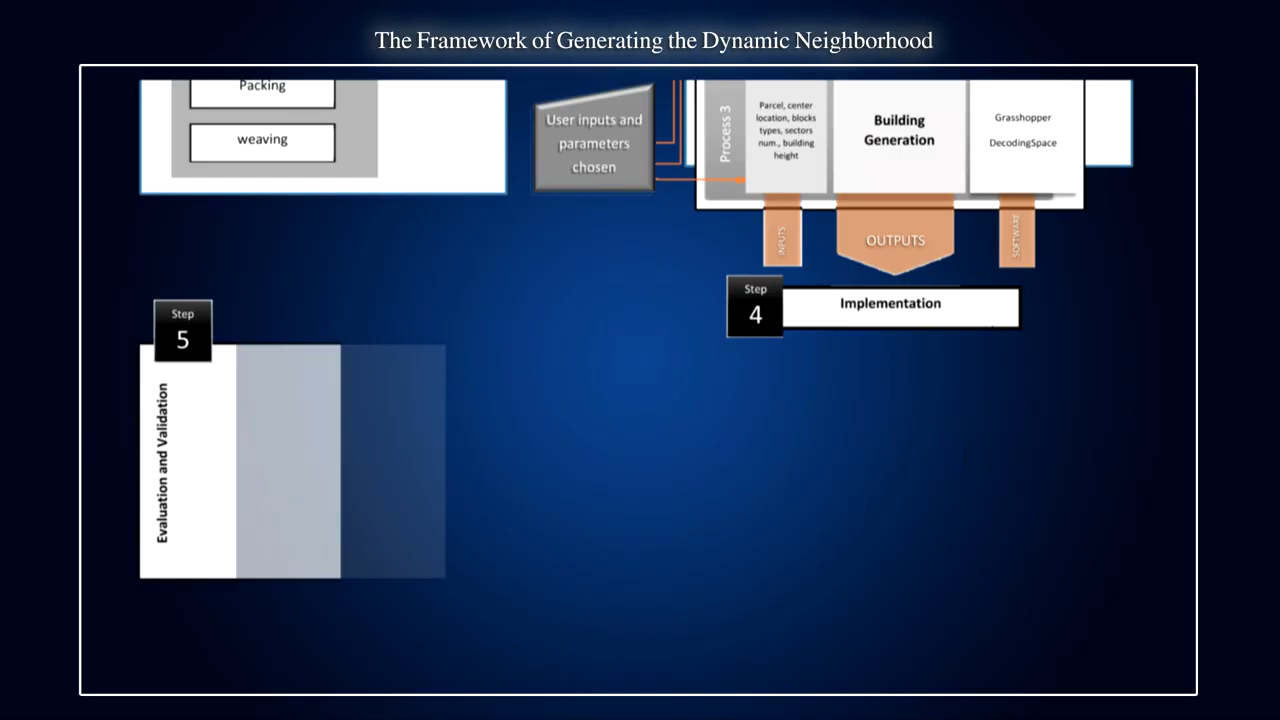 The Framework of Generating the Dynamic Neighborhood
Packing
weaving
User inputs and
parameters
chosen
Process 3
Parcel, center
location, blocks
types, sectors
num., building
height
Building
Generation
Grasshopper
DecodingSpace
INPUTS
OUTPUTS
SOFTWARE
Step
4
Implementation
Step
5
Evaluation and Validation